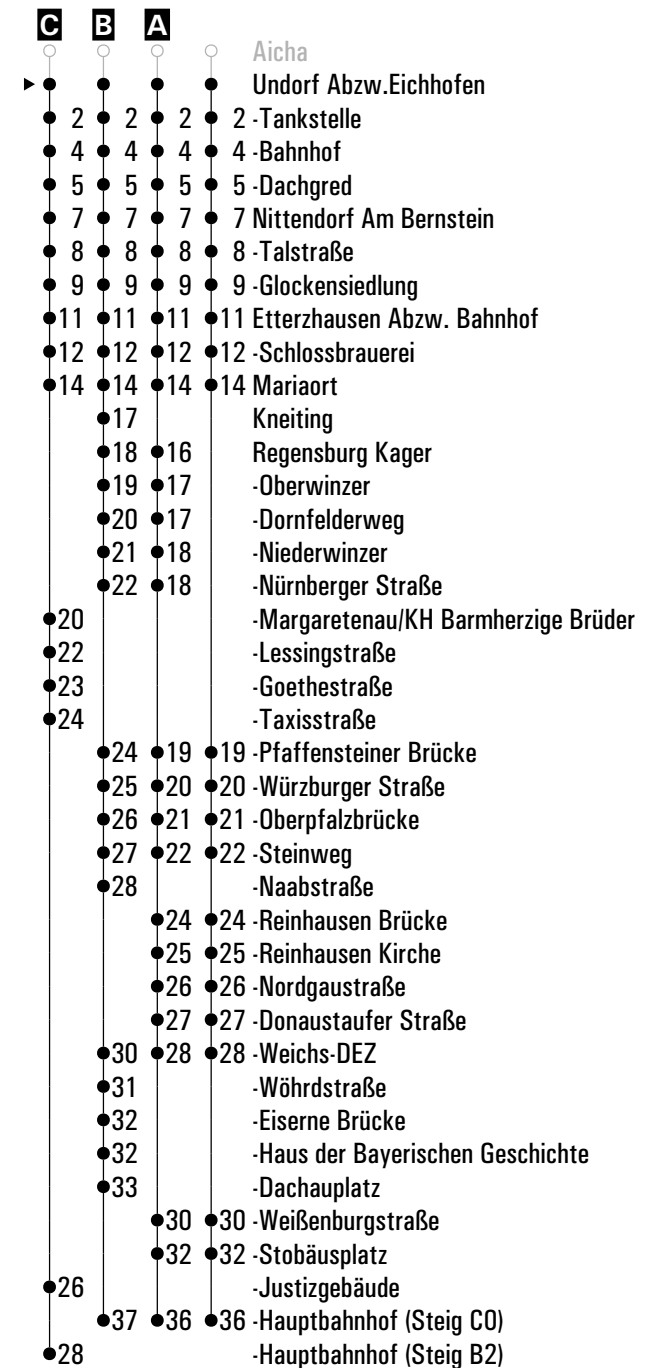 C B A
Aicha
Undorf Abzw.Eichhofen
2 2 2 2 -Tankstelle
4 4 4 4 -Bahnhof
5 5 5 5 -Dachgred
7 7 7 7 Nittendorf Am Bernstein
8 8 8 8 -Talstraße
9 9 9 9 -Glockensiedlung
11 11 11 11 Etterzhausen Abzw. Bahnhof
12 12 12 12 -Schlossbrauerei
14 14 14 14 Mariaort
17 Kneiting
18 16 Regensburg Kager
19 17 -Oberwinzer
20 17 -Dornfelderweg
21 18 -Niederwinzer
22 18 -Nürnberger Straße
20 -Margaretenau/KH Barmherzige Brüder
22 -Lessingstraße
23 -Goethestraße
24 -Taxisstraße
24 19 19 -Pfaffensteiner Brücke
25 20 20 -Würzburger Straße
26 21 21 -Oberpfalzbrücke
27 22 22 -Steinweg
28 -Naabstraße
24 24 -Reinhausen Brücke
25 25 -Reinhausen Kirche
26 26 -Nordgaustraße
27 27 -Donaustaufer Straße
30 28 28 -Weichs-DEZ
31 -Wöhrdstraße
32 -Eiserne Brücke
32 -Haus der Bayerischen Geschichte
33 -Dachauplatz
30 30 -Weißenburgstraße
32 32 -Stobäusplatz
26 -Justizgebäude
37 36 36 -Hauptbahnhof (Steig C0)
28 -Hauptbahnhof (Steig B2)